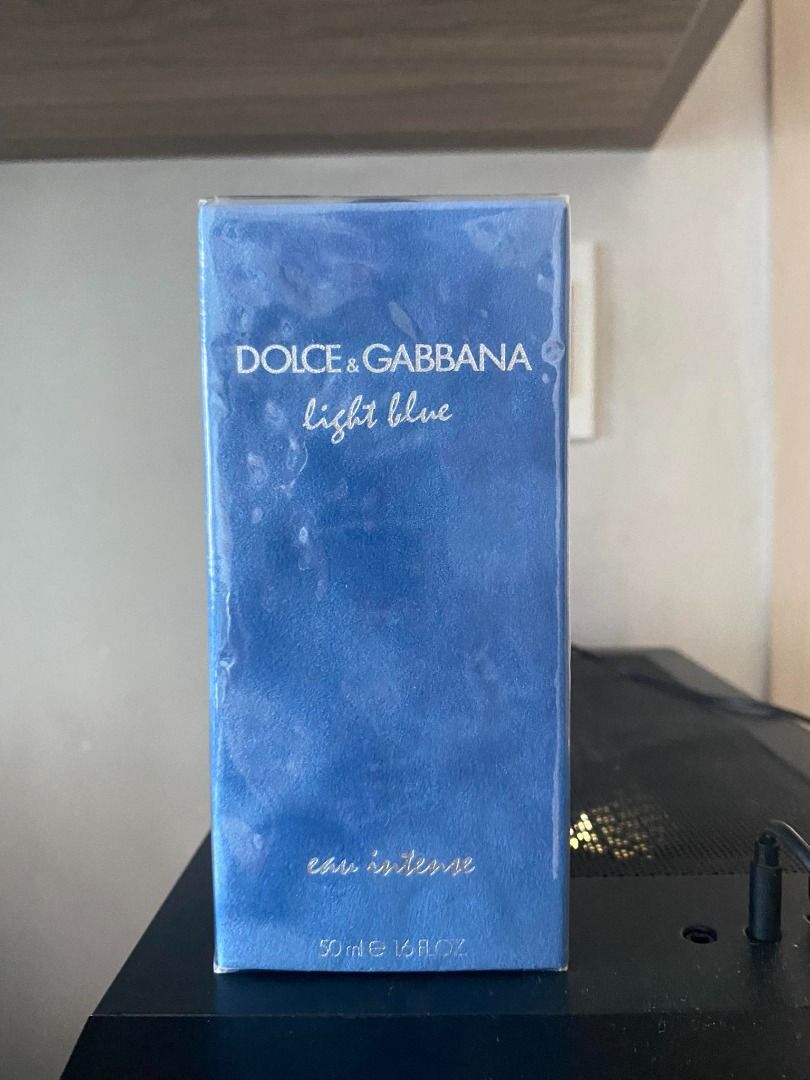 DOLCE & GABBANA
light blue
eau intense
50 ml e 1.6 FL.OZ.